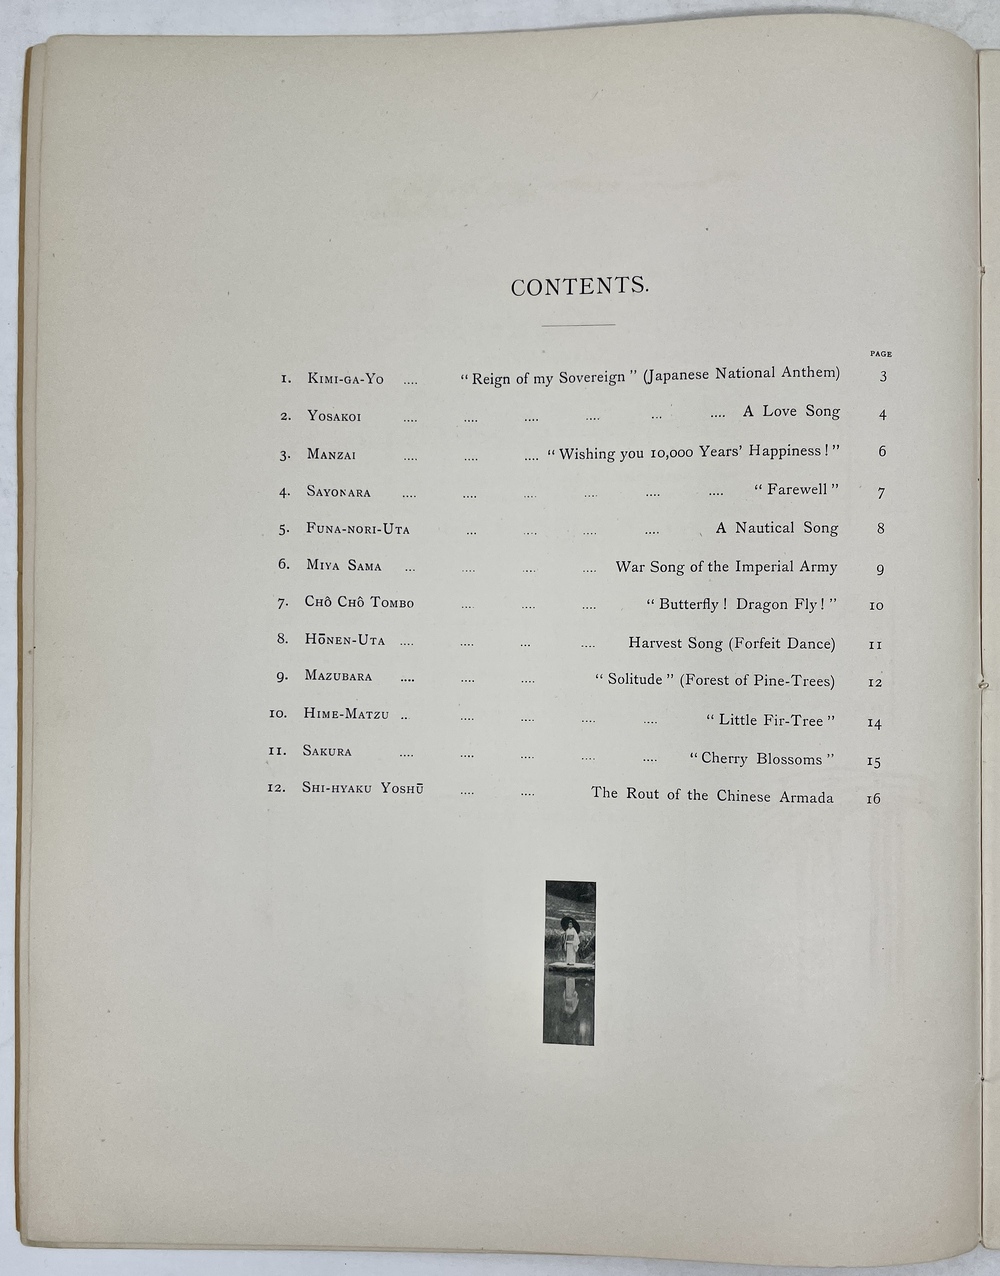 CONTENTS.
PAGE
1. Kimi-ga-Yo .... “Reign of my Sovereign” (Japanese National Anthem) 3
2. Yosakoi .... .... .... .... ... .... A Love Song 4
3. Manzai .... .... .... “Wishing you 10,000 Years’ Happiness!” 6
4. Sayonara .... .... .... .... .... .... “Farewell” 7
5. Funa-nori-Uta ... .... .... .... A Nautical Song 8
6. Miya Sama ... .... .... .... War Song of the Imperial Army 9
7. Chô Chô Tombo .... .... .... “Butterfly! Dragon Fly!” 10
8. Hōnen-Uta .... .... ... .... Harvest Song (Forfeit Dance) 11
9. Mazubara .... .... .... “Solitude” (Forest of Pine-Trees) 12
10. Hime-Matzu .. .... .... .... .... “Little Fir-Tree” 14
11. Sakura .... .... .... .... .... “Cherry Blossoms” 15
12. Shi-hyaku Yoshū .... .... The Rout of the Chinese Armada 16